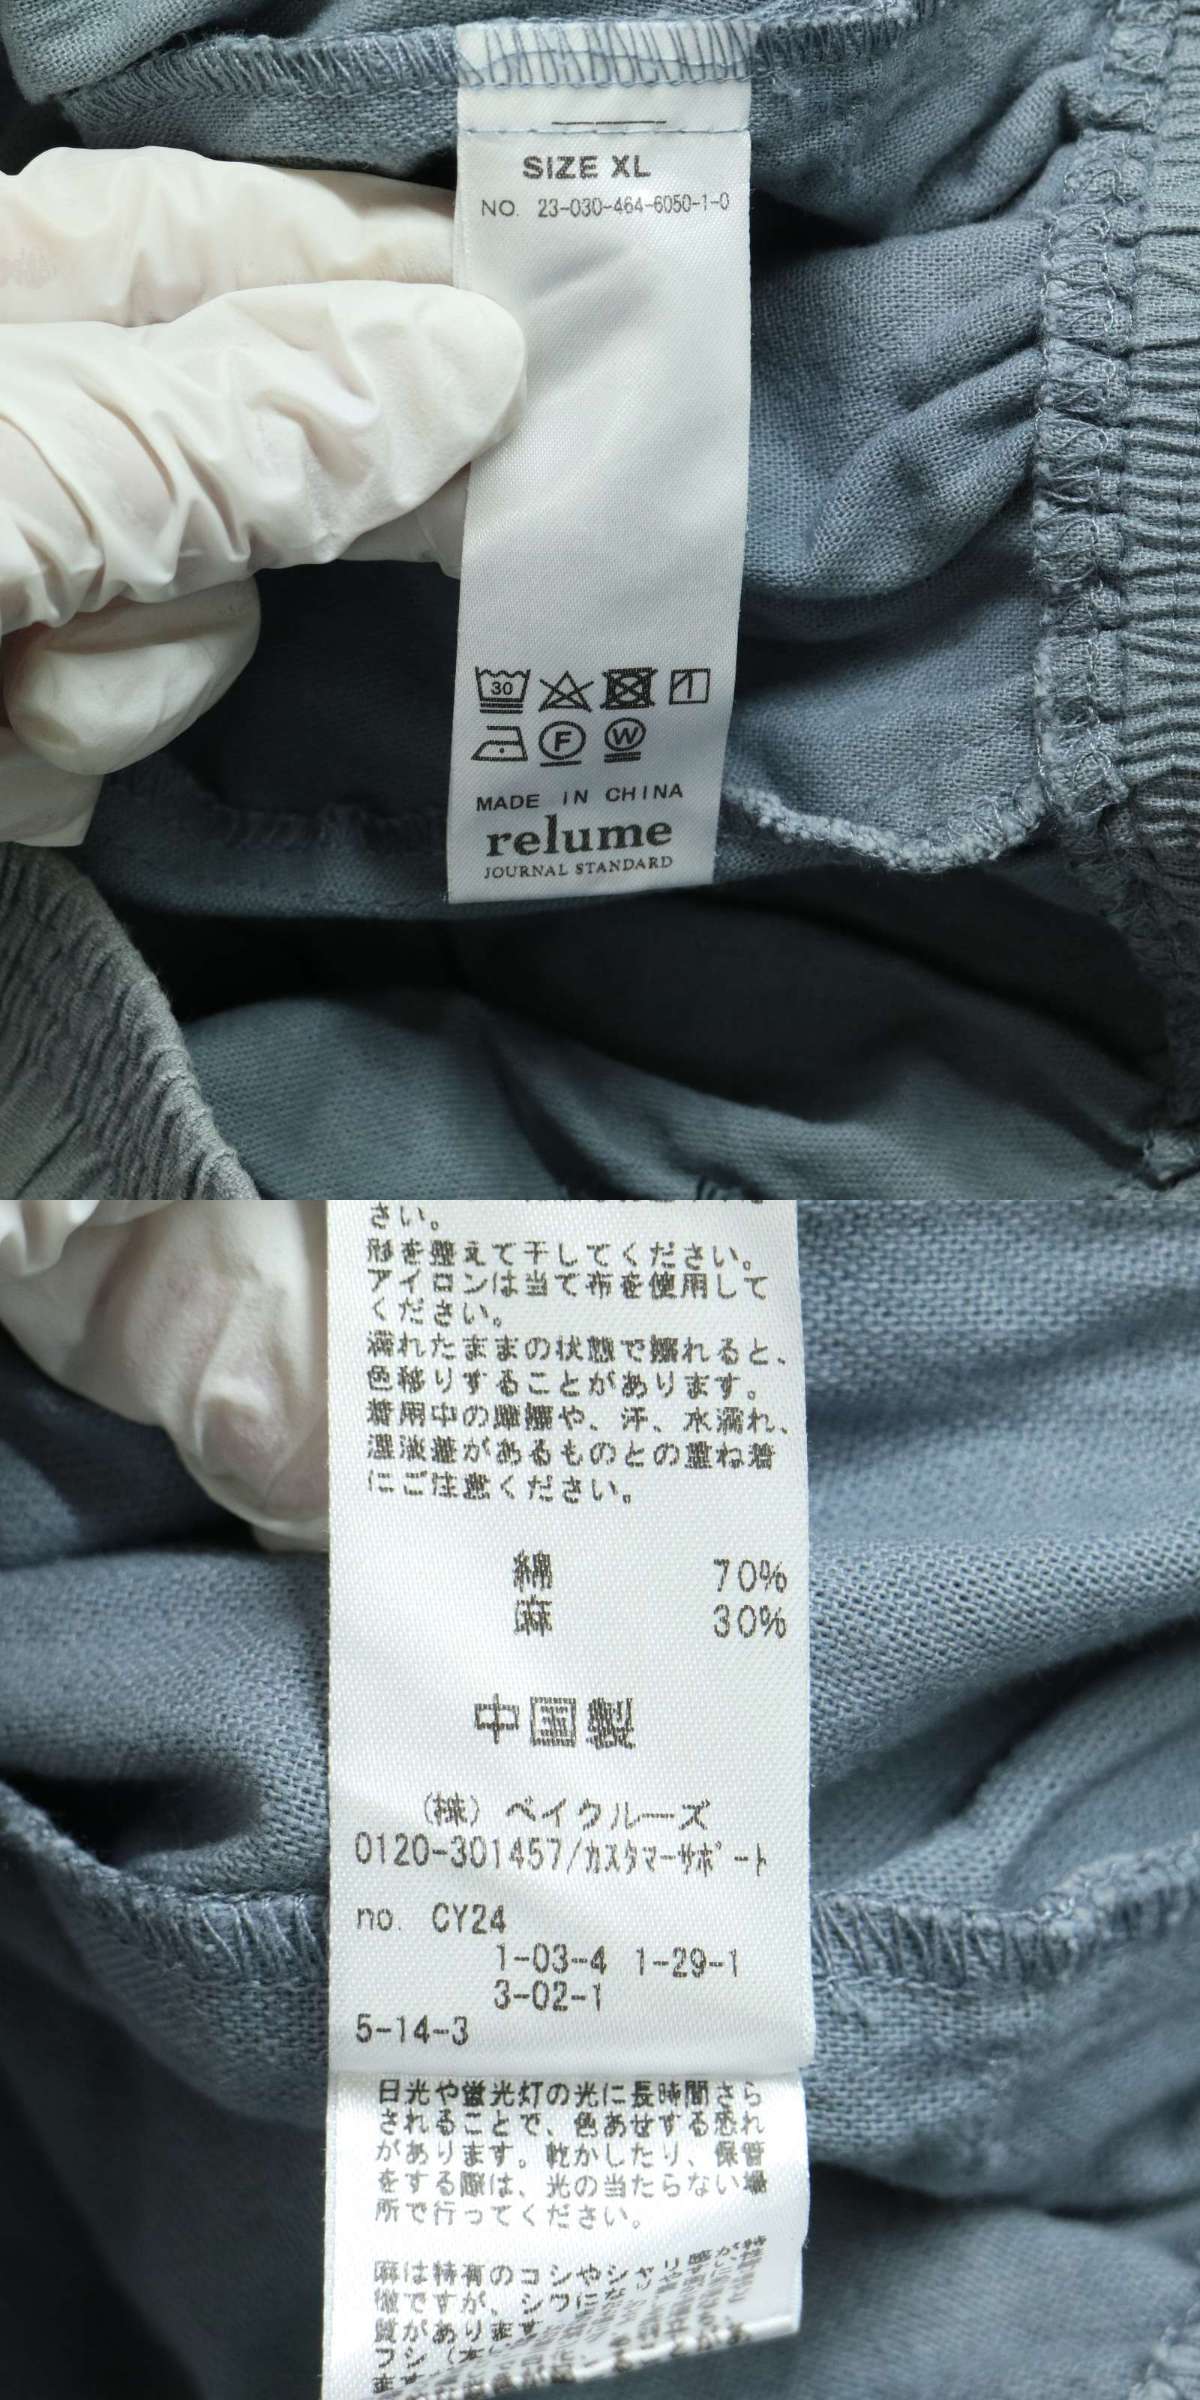 SIZE XL
NO. 23-030-464-6050-1-0
30
F
W
MADE IN CHINA
relume
JOURNAL STANDARD
さい。
形を整えて干してください。
アイロンは当て布を使用して
ください。
濡れたままの状態で擦れると、
色移りすることがあります。
着用中の摩擦や、汗、水濡れ、
濃淡差があるものとの重ね着
にご注意ください。
綿 70%
麻 30%
中国製
(株) ベイクルーズ
0120-301457/カスタマーサポート
no. CY24
1-03-4 1-29-1
3-02-1
5-14-3
日光や蛍光灯の光に長時間さら
されることで、色あせする恐れ
があります。乾かしたり、保管
をする際は、光の当たらない場
所で行ってください。
麻は特有のコシやシャリ感が特
徴ですが、シワにな
質があります
フシ